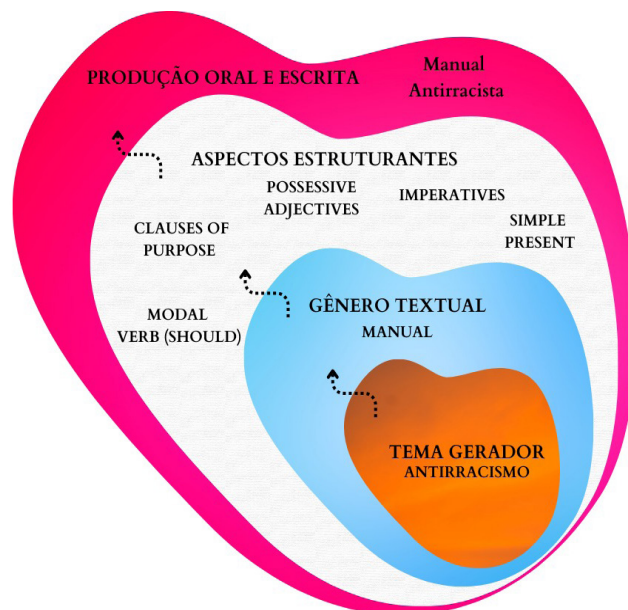 PRODUÇÃO ORAL E ESCRITA
Manual
Antirracista
ASPECTOS ESTRUTURANTES
POSSESSIVE
ADJECTIVES
IMPERATIVES
SIMPLE
PRESENT
CLAUSES OF
PURPOSE
MODAL
VERB (SHOULD)
GÊNERO TEXTUAL
MANUAL
TEMA GERADOR
ANTIRRACISMO